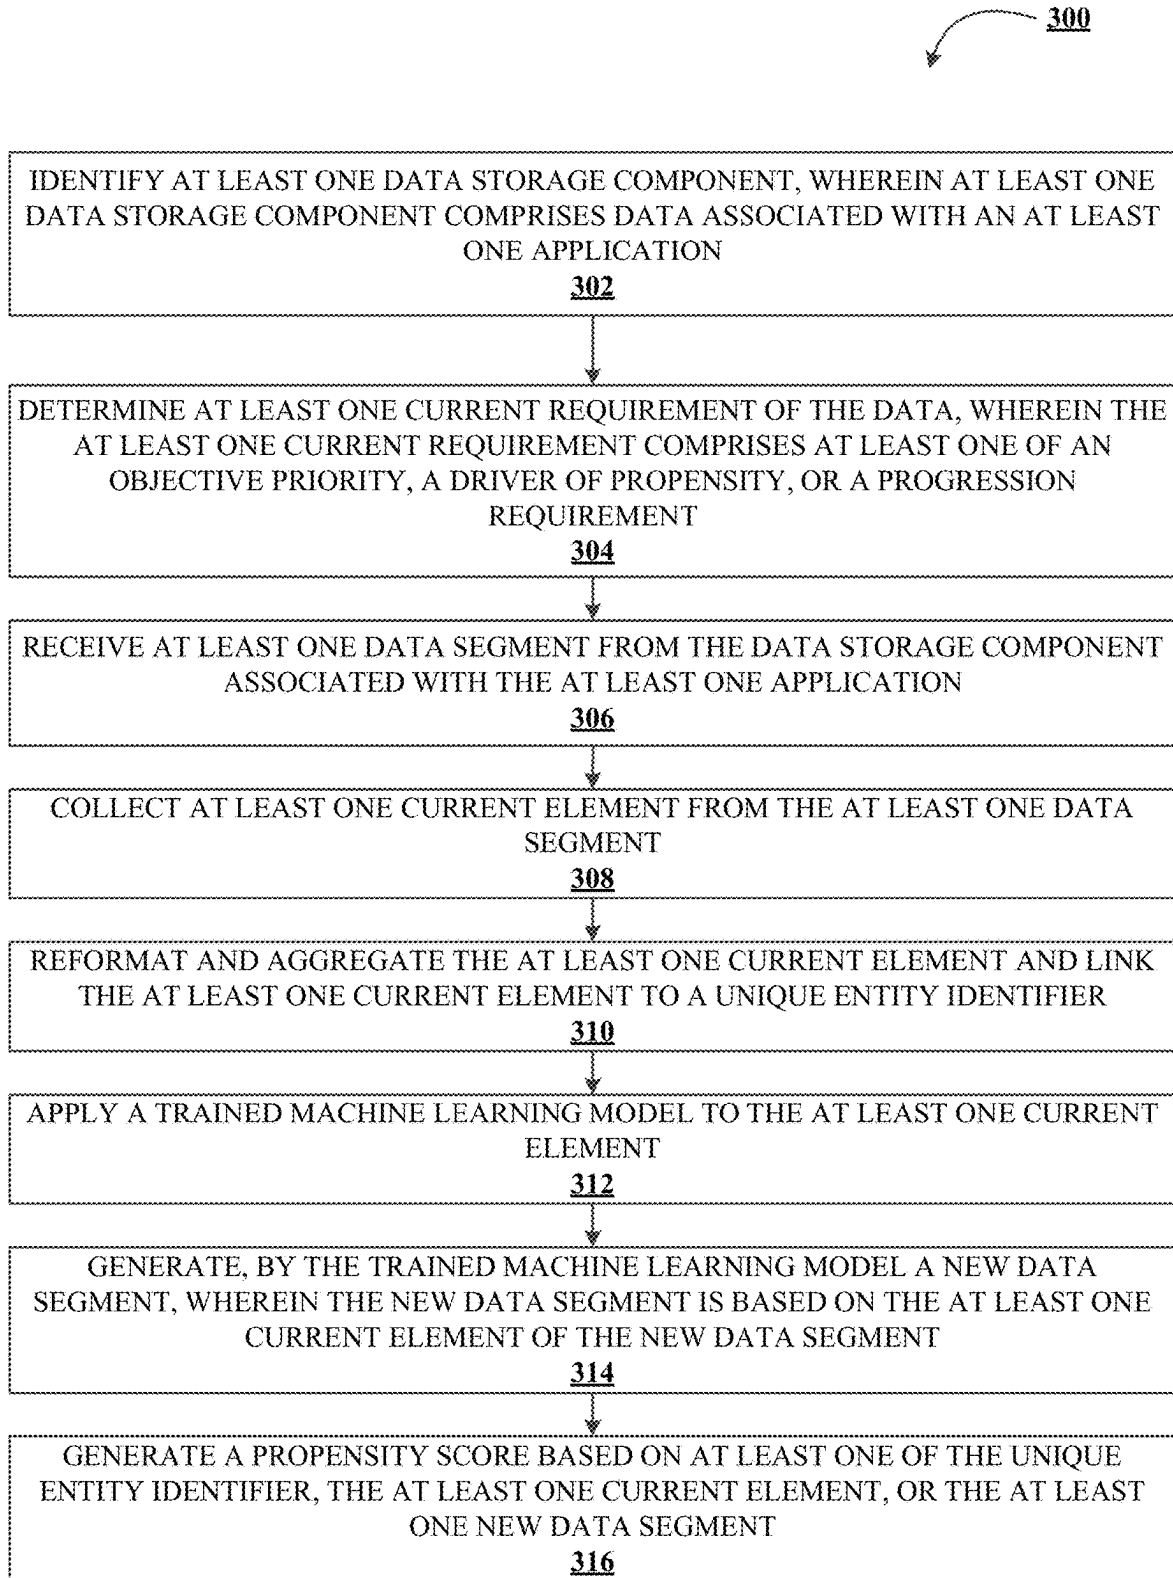 300
IDENTIFY AT LEAST ONE DATA STORAGE COMPONENT, WHEREIN AT LEAST ONE
DATA STORAGE COMPONENT COMPRISES DATA ASSOCIATED WITH AN AT LEAST
ONE APPLICATION
302
DETERMINE AT LEAST ONE CURRENT REQUIREMENT OF THE DATA, WHEREIN THE
AT LEAST ONE CURRENT REQUIREMENT COMPRISES AT LEAST ONE OF AN
OBJECTIVE PRIORITY, A DRIVER OF PROPENSITY, OR A PROGRESSION
REQUIREMENT
304
RECEIVE AT LEAST ONE DATA SEGMENT FROM THE DATA STORAGE COMPONENT
ASSOCIATED WITH THE AT LEAST ONE APPLICATION
306
COLLECT AT LEAST ONE CURRENT ELEMENT FROM THE AT LEAST ONE DATA
SEGMENT
308
REFORMAT AND AGGREGATE THE AT LEAST ONE CURRENT ELEMENT AND LINK
THE AT LEAST ONE CURRENT ELEMENT TO A UNIQUE ENTITY IDENTIFIER
310
APPLY A TRAINED MACHINE LEARNING MODEL TO THE AT LEAST ONE CURRENT
ELEMENT
312
GENERATE, BY THE TRAINED MACHINE LEARNING MODEL A NEW DATA
SEGMENT, WHEREIN THE NEW DATA SEGMENT IS BASED ON THE AT LEAST ONE
CURRENT ELEMENT OF THE NEW DATA SEGMENT
314
GENERATE A PROPENSITY SCORE BASED ON AT LEAST ONE OF THE UNIQUE
ENTITY IDENTIFIER, THE AT LEAST ONE CURRENT ELEMENT, OR THE AT LEAST
ONE NEW DATA SEGMENT
316